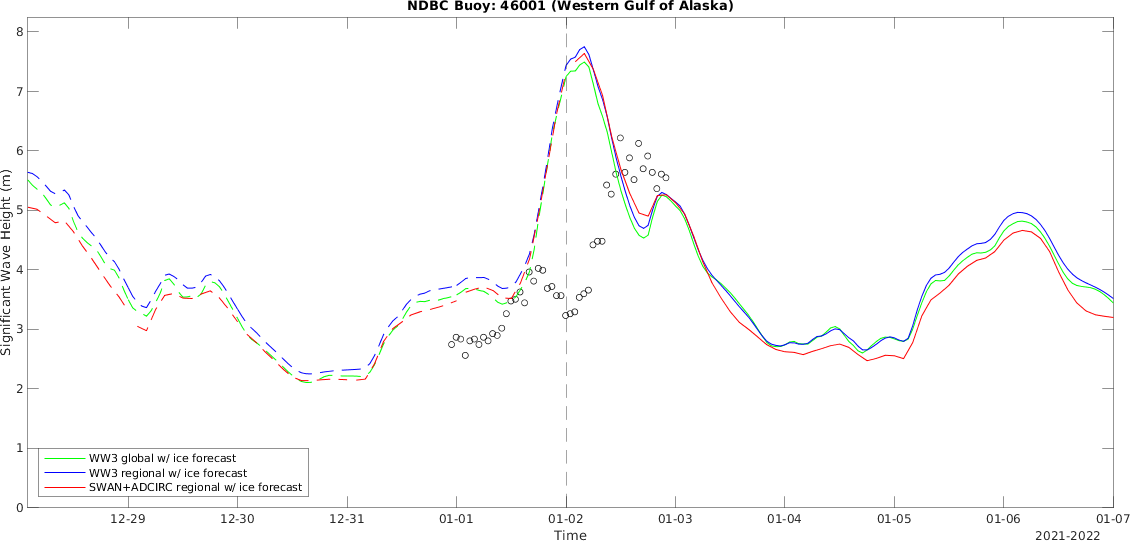 NDBC Buoy: 46001 (Western Gulf of Alaska)
Significant Wave Height (m)
8
7
6
5
4
3
2
1
0
WW3 global w/ ice forecast
WW3 regional w/ ice forecast
SWAN+ADCIRC regional w/ ice forecast
12-29 12-30 12-31 01-01 01-02 01-03 01-04 01-05 01-06 01-07
Time
2021-2022